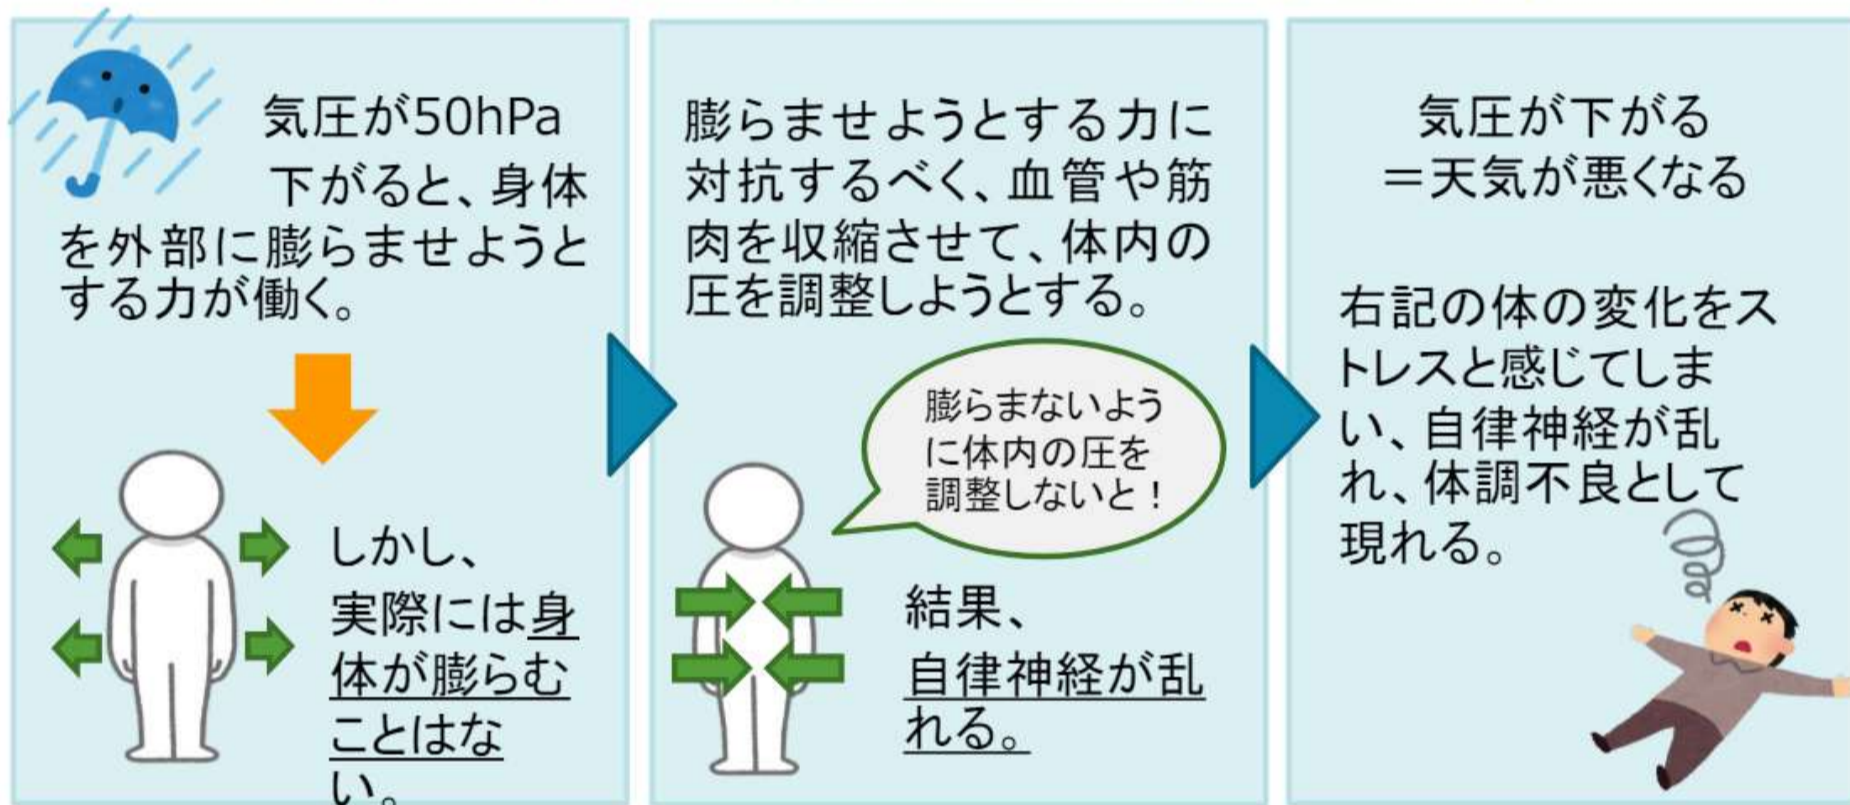 気圧が50hPa
下がると、身体
を外部に膨らませようと
する力が働く。
しかし、
実際には身
体が膨らむ
ことはな
い。
膨らませようとする力に
対抗するべく、血管や筋
肉を収縮させて、体内の
圧を調整しようとする。
膨らまないよう
に体内の圧を
調整しないと！
結果、
自律神経が乱
れる。
気圧が下がる
＝天気が悪くなる
右記の体の変化をス
トレスと感じてしま
い、自律神経が乱
れ、体調不良として
現れる。